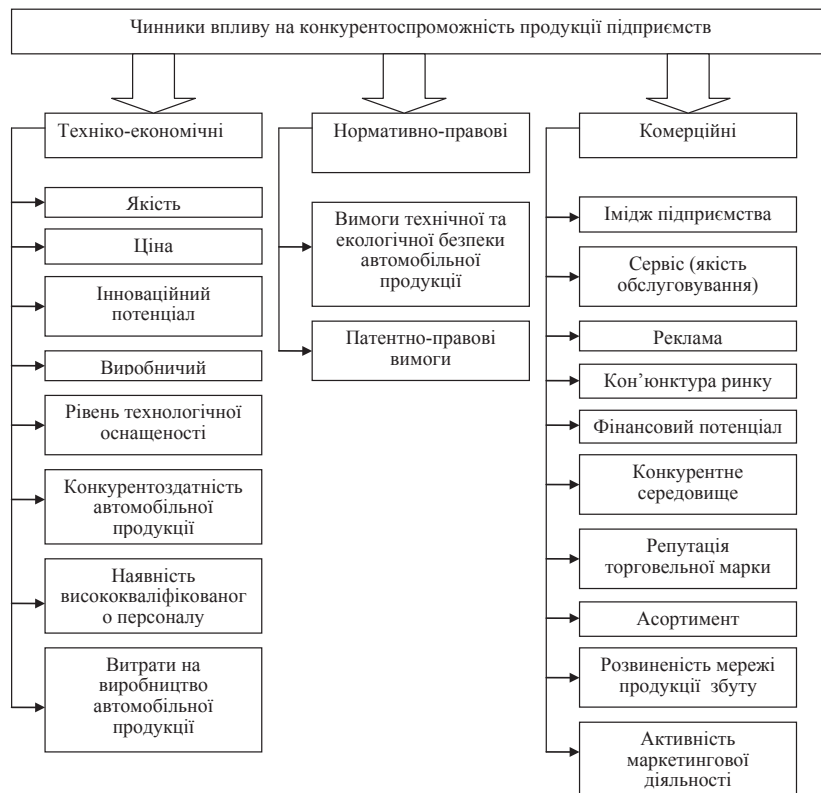 Чинники впливу на конкурентоспроможність продукції підприємств
Техніко-економічні
Якість
Ціна
Інноваційний
потенціал
Виробничий
Рівень технологічної
оснащеності
Конкурентоздатність
автомобільної
продукції
Наявність
висококваліфікованог
о персоналу
Витрати на
виробництво
автомобільної
продукції
Нормативно-правові
Вимоги технічної та
екологічної безпеки
автомобільної
продукції
Патентно-правові
вимоги
Комерційні
Імідж підприємства
Сервіс (якість
обслуговування)
Реклама
Кон’юнктура ринку
Фінансовий потенціал
Конкурентне
середовище
Репутація
торговельної марки
Асортимент
Розвиненість мережі
продукції збуту
Активність
маркетингової
діяльності